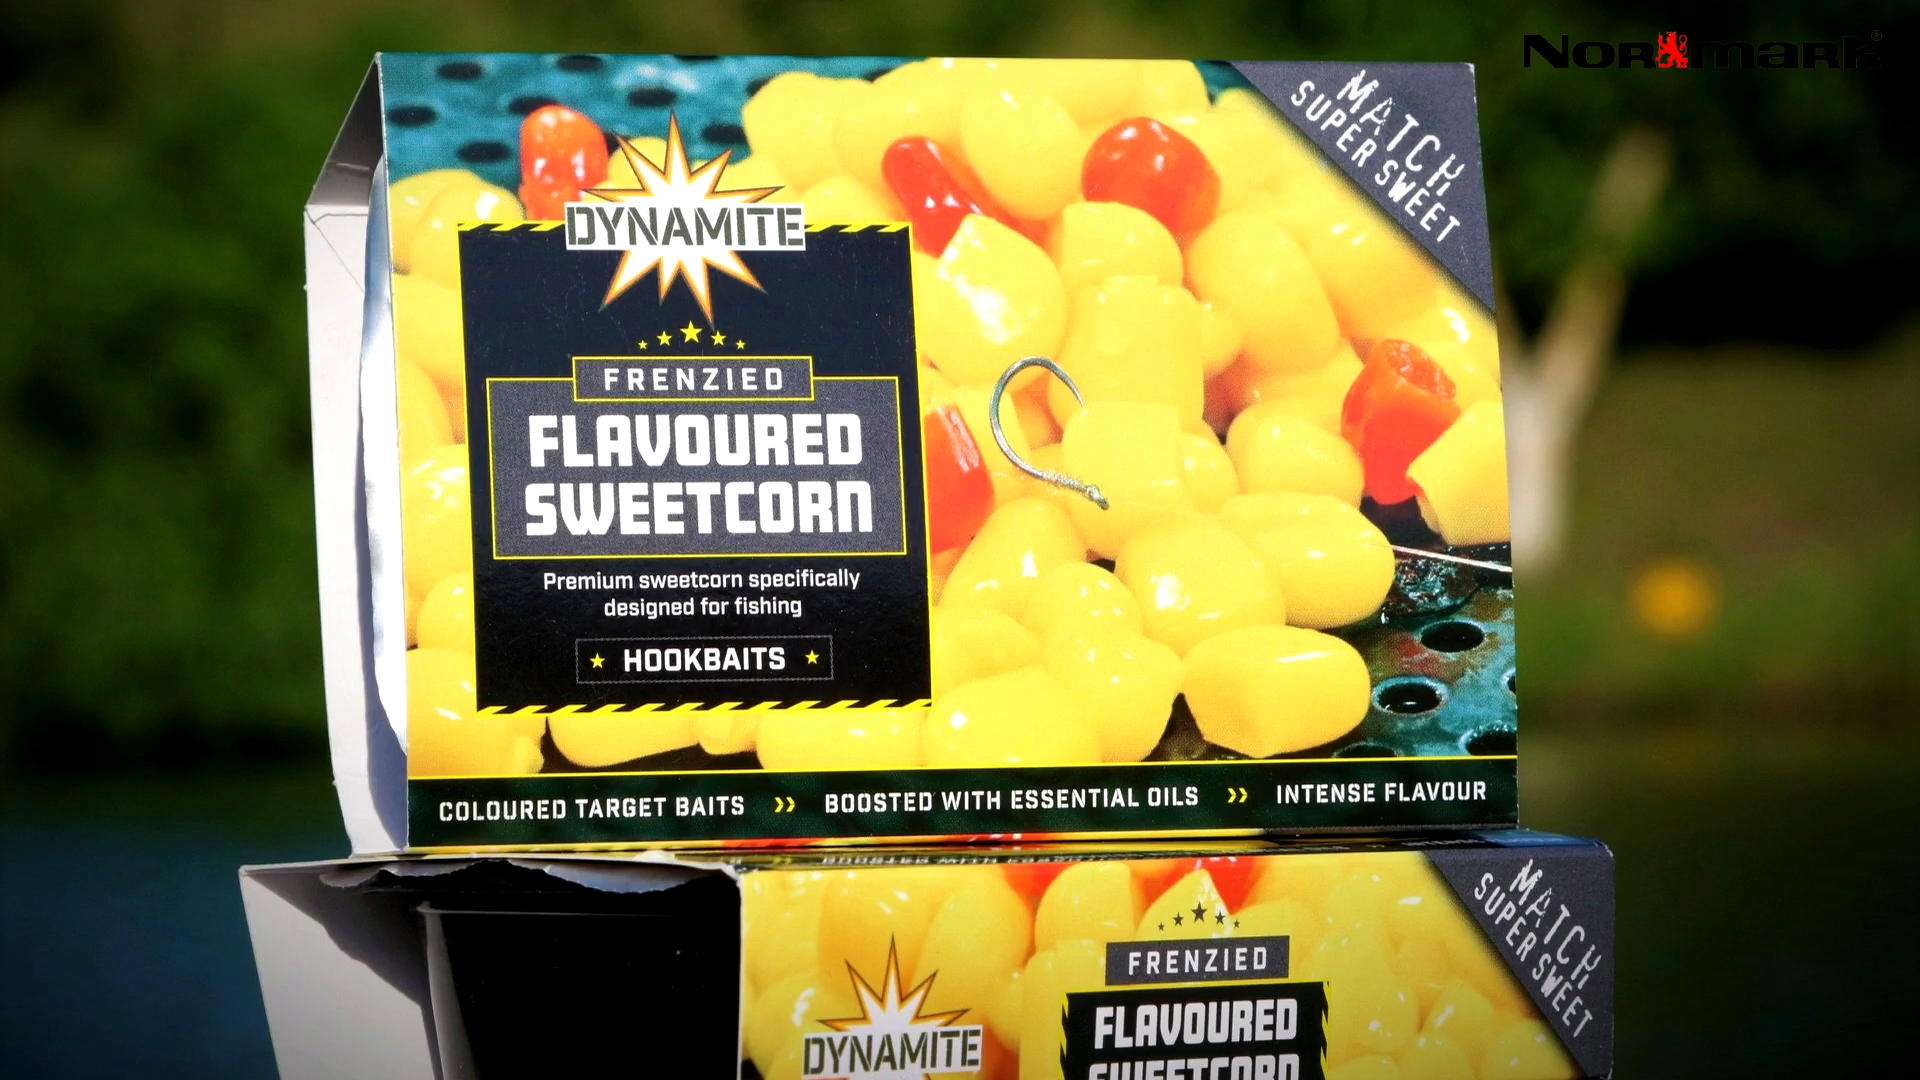 Normark®
MATCH
SUPER SWEET
DYNAMITE
FRENZIED
FLAVOURED
SWEETCORN
Premium sweetcorn specifically
designed for fishing
HOOKBAITS
COLOURED TARGET BAITS » BOOSTED WITH ESSENTIAL OILS » INTENSE FLAVOUR
MATCH
SUPER SWEET
FRENZIED
DYNAMITE
FLAVOURED
SWEETCORN